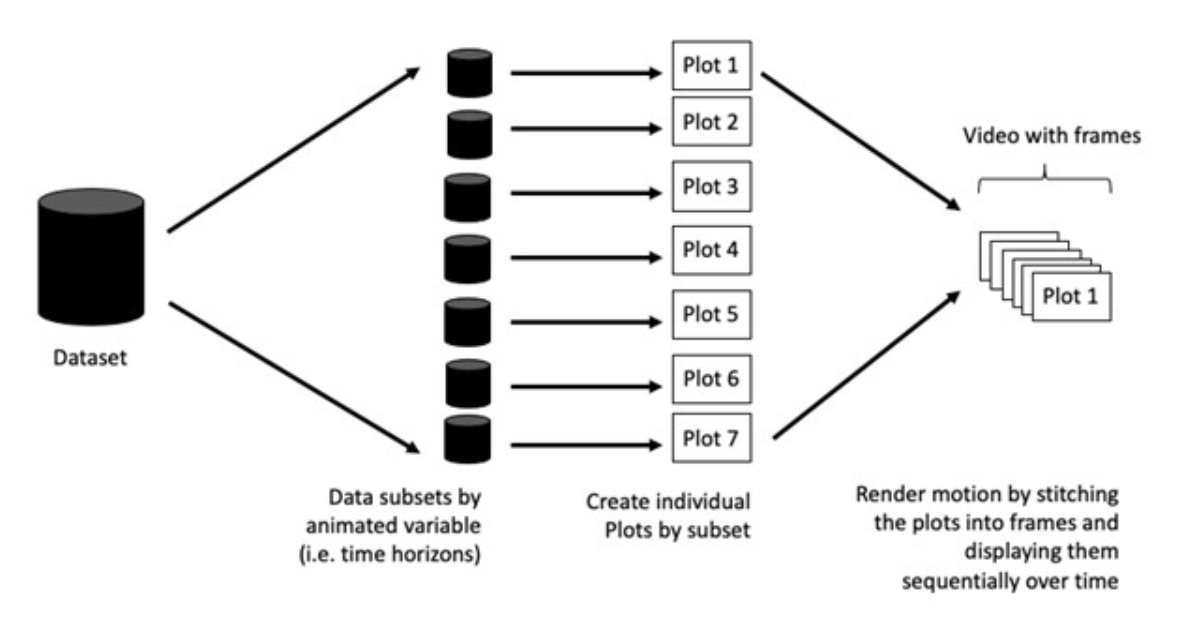 Plot 1
Plot 2
Plot 3
Plot 4
Plot 5
Plot 6
Plot 7
Video with frames
Plot 1
Dataset
Data subsets by
animated variable
(i.e. time horizons)
Create individual
Plots by subset
Render motion by stitching
the plots into frames and
displaying them
sequentially over time